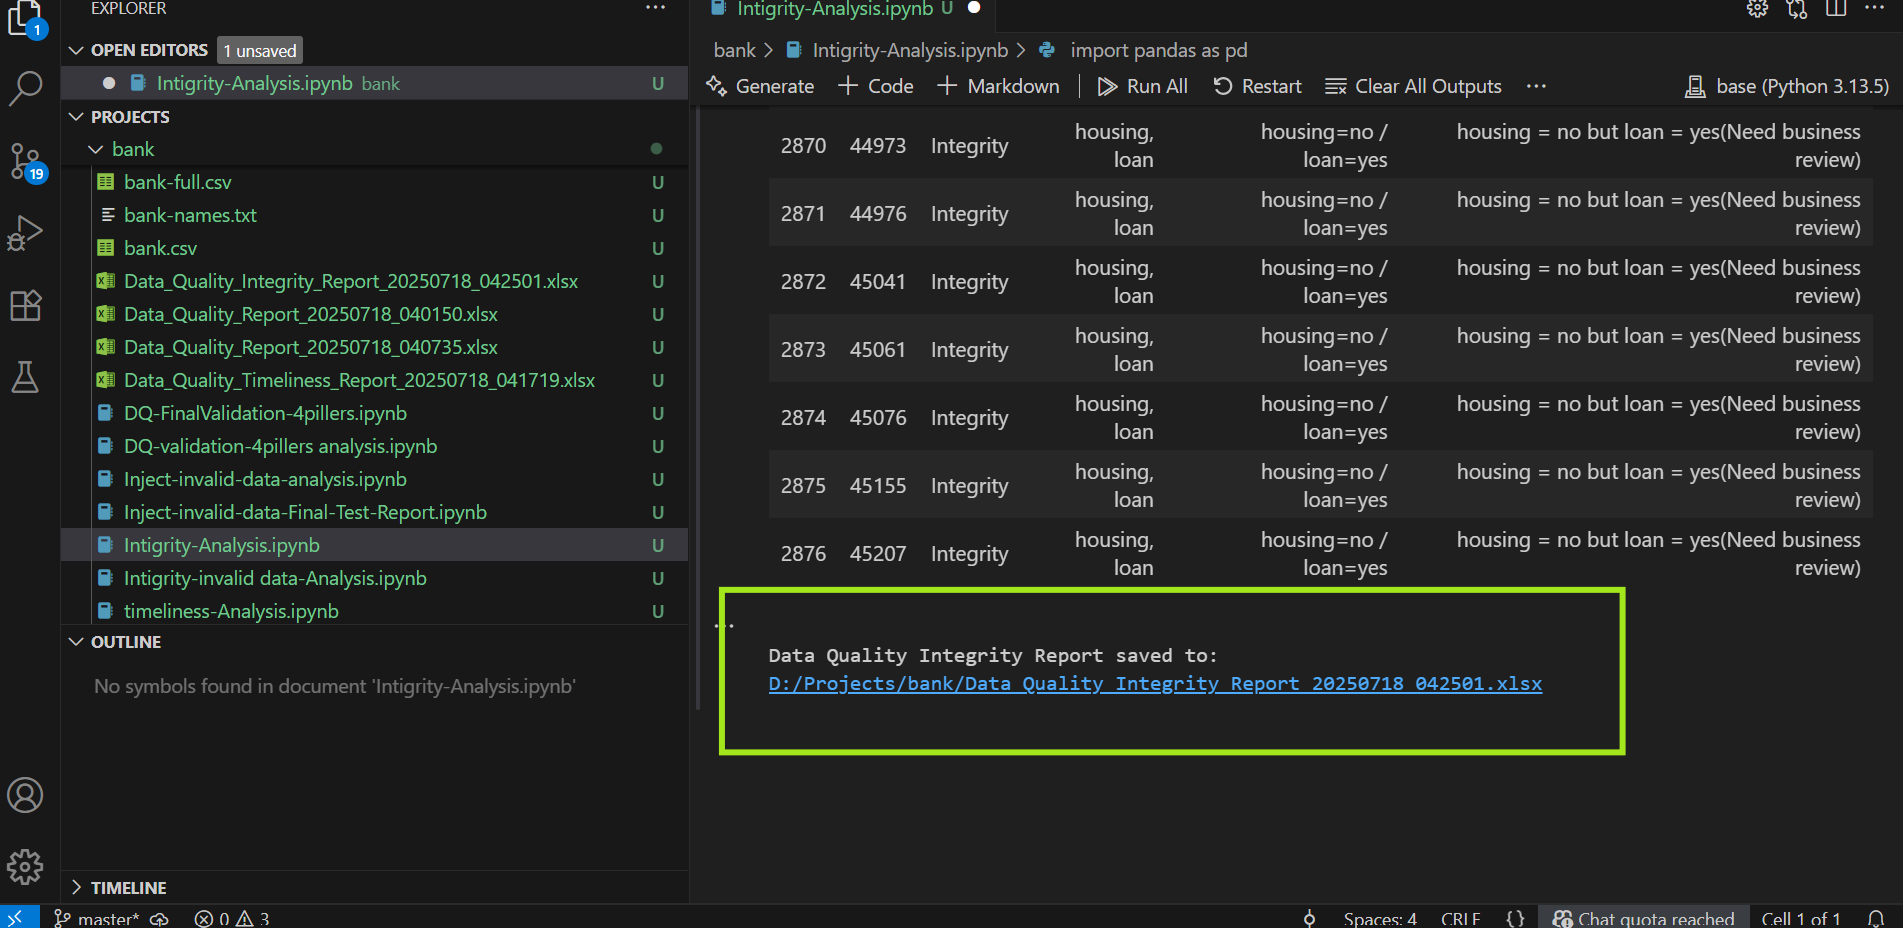 EXPLORER
1
OPEN EDITORS 1 unsaved
Intigrity-Analysis.ipynb bank U
PROJECTS
bank
19
bank-full.csv U
bank-names.txt U
bank.csv U
Data_Quality_Integrity_Report_20250718_042501.xlsx U
Data_Quality_Report_20250718_040150.xlsx U
Data_Quality_Report_20250718_040735.xlsx U
Data_Quality_Timeliness_Report_20250718_041719.xlsx U
DQ-FinalValidation-4pillers.ipynb U
DQ-validation-4pillers analysis.ipynb U
Inject-invalid-data-analysis.ipynb U
Inject-invalid-data-Final-Test-Report.ipynb U
Intigrity-Analysis.ipynb U
Intigrity-invalid data-Analysis.ipynb U
timeliness-Analysis.ipynb U
OUTLINE
No symbols found in document 'Intigrity-Analysis.ipynb'
TIMELINE
Intigrity-Analysis.ipynb U
bank > Intigrity-Analysis.ipynb > import pandas as pd
Generate + Code + Markdown Run All Restart Clear All Outputs ... base (Python 3.13.5)
housing, housing=no / housing = no but loan = yes(Need business
2870 44973 Integrity
loan loan=yes review)
housing, housing=no / housing = no but loan = yes(Need business
2871 44976 Integrity
loan loan=yes review)
housing, housing=no / housing = no but loan = yes(Need business
2872 45041 Integrity
loan loan=yes review)
housing, housing=no / housing = no but loan = yes(Need business
2873 45061 Integrity
loan loan=yes review)
housing, housing=no / housing = no but loan = yes(Need business
2874 45076 Integrity
loan loan=yes review)
housing, housing=no / housing = no but loan = yes(Need business
2875 45155 Integrity
loan loan=yes review)
housing, housing=no / housing = no but loan = yes(Need business
2876 45207 Integrity
loan loan=yes review)
...
Data Quality Integrity Report saved to:
D:/Projects/bank/Data_Quality_Integrity_Report_20250718_042501.xlsx
master* 0 3 Spaces: 4 CRLF {} Chat quota reached Cell 1 of 1